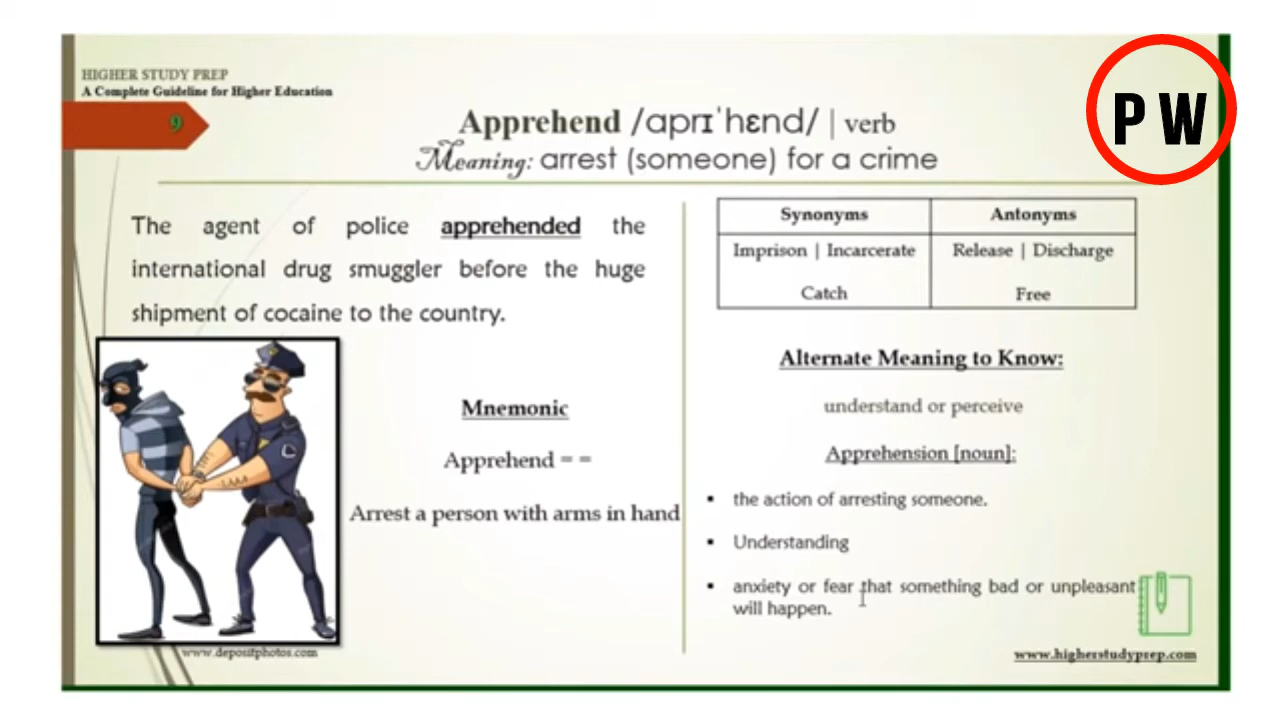 HIGHER STUDY PREP
A Complete Guideline for Higher Education
9
P W
Apprehend /aprɪˈhɛnd/ | verb
Meaning: arrest (someone) for a crime
The agent of police apprehended the
international drug smuggler before the huge
shipment of cocaine to the country.
Mnemonic
Apprehend = =
Arrest a person with arms in hand
www.depositphotos.com
Synonyms
Antonyms
Imprison | Incarcerate
Release | Discharge
Catch
Free
Alternate Meaning to Know:
understand or perceive
Apprehension [noun]:
▪ the action of arresting someone.
▪ Understanding
▪ anxiety or fear that something bad or unpleasant
will happen.
www.higherstudyprep.com